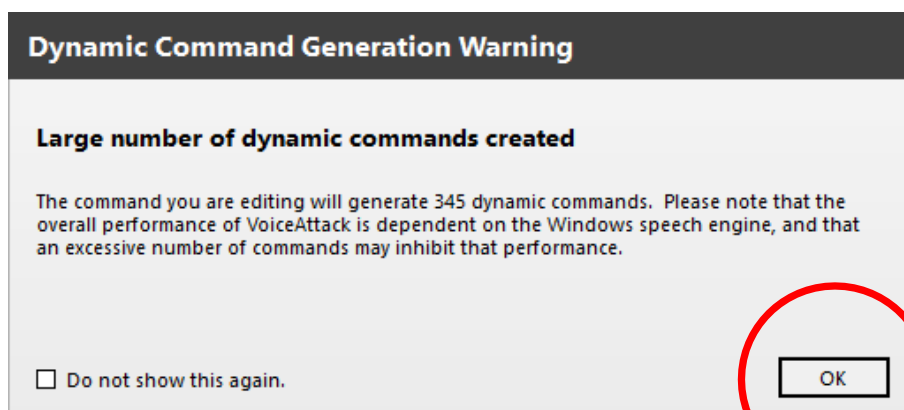 Dynamic Command Generation Warning
Large number of dynamic commands created
The command you are editing will generate 345 dynamic commands.  Please note that the
overall performance of VoiceAttack is dependent on the Windows speech engine, and that
an excessive number of commands may inhibit that performance.
Do not show this again.
OK